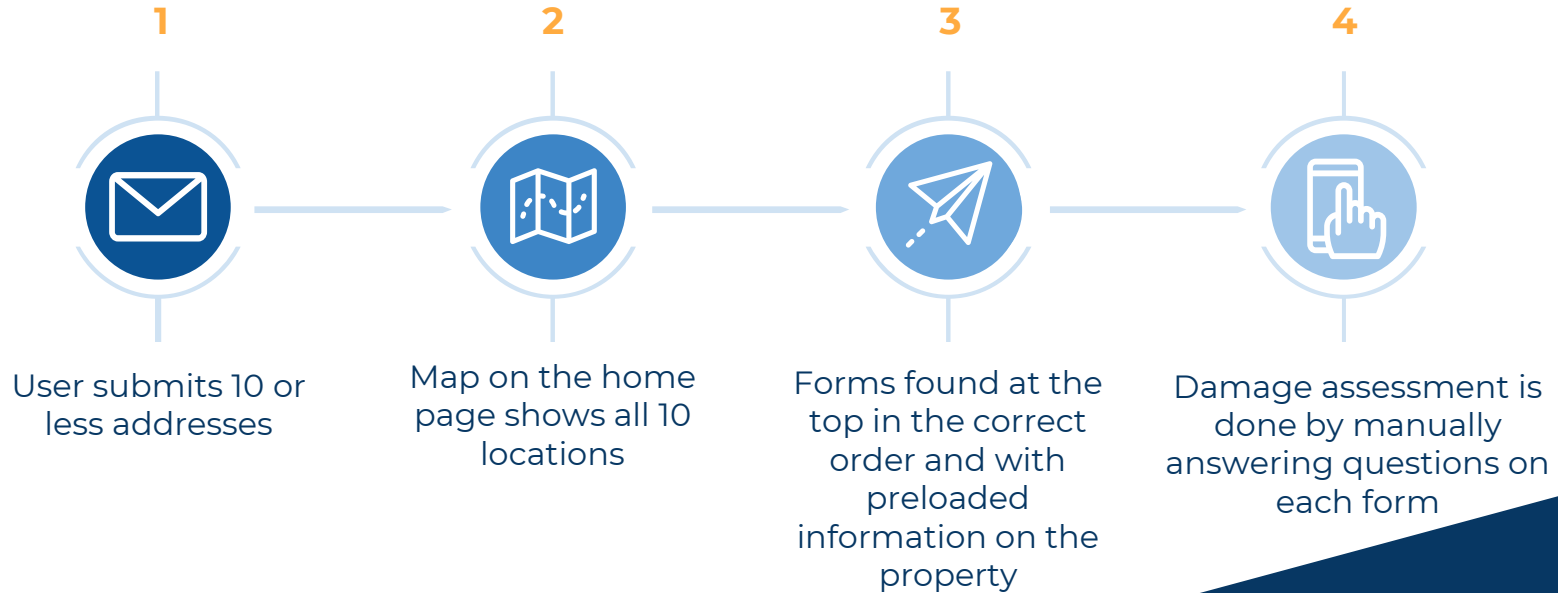 1
User submits 10 or
less addresses
2
Map on the home
page shows all 10
locations
3
Forms found at the
top in the correct
order and with
preloaded
information on the
property
4
Damage assessment is
done by manually
answering questions on
each form